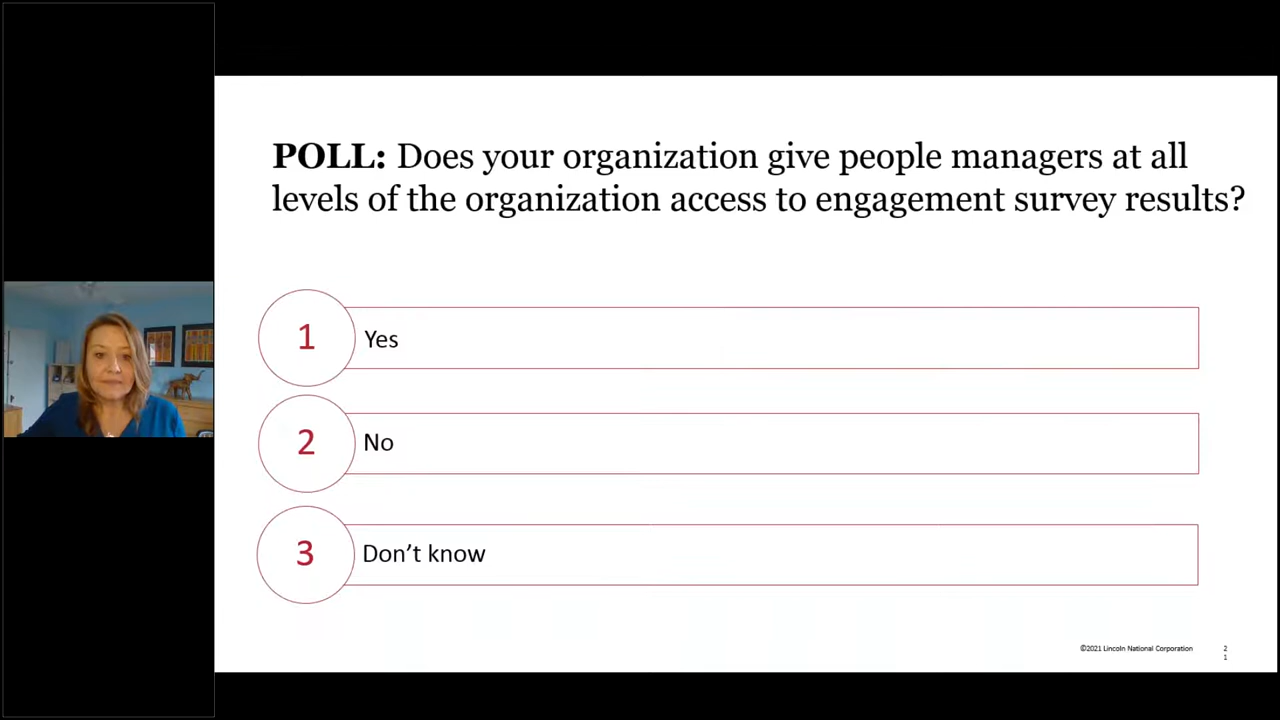 POLL: Does your organization give people managers at all
levels of the organization access to engagement survey results?
1
Yes
2
No
3
Don’t know
©2021 Lincoln National Corporation
2
1